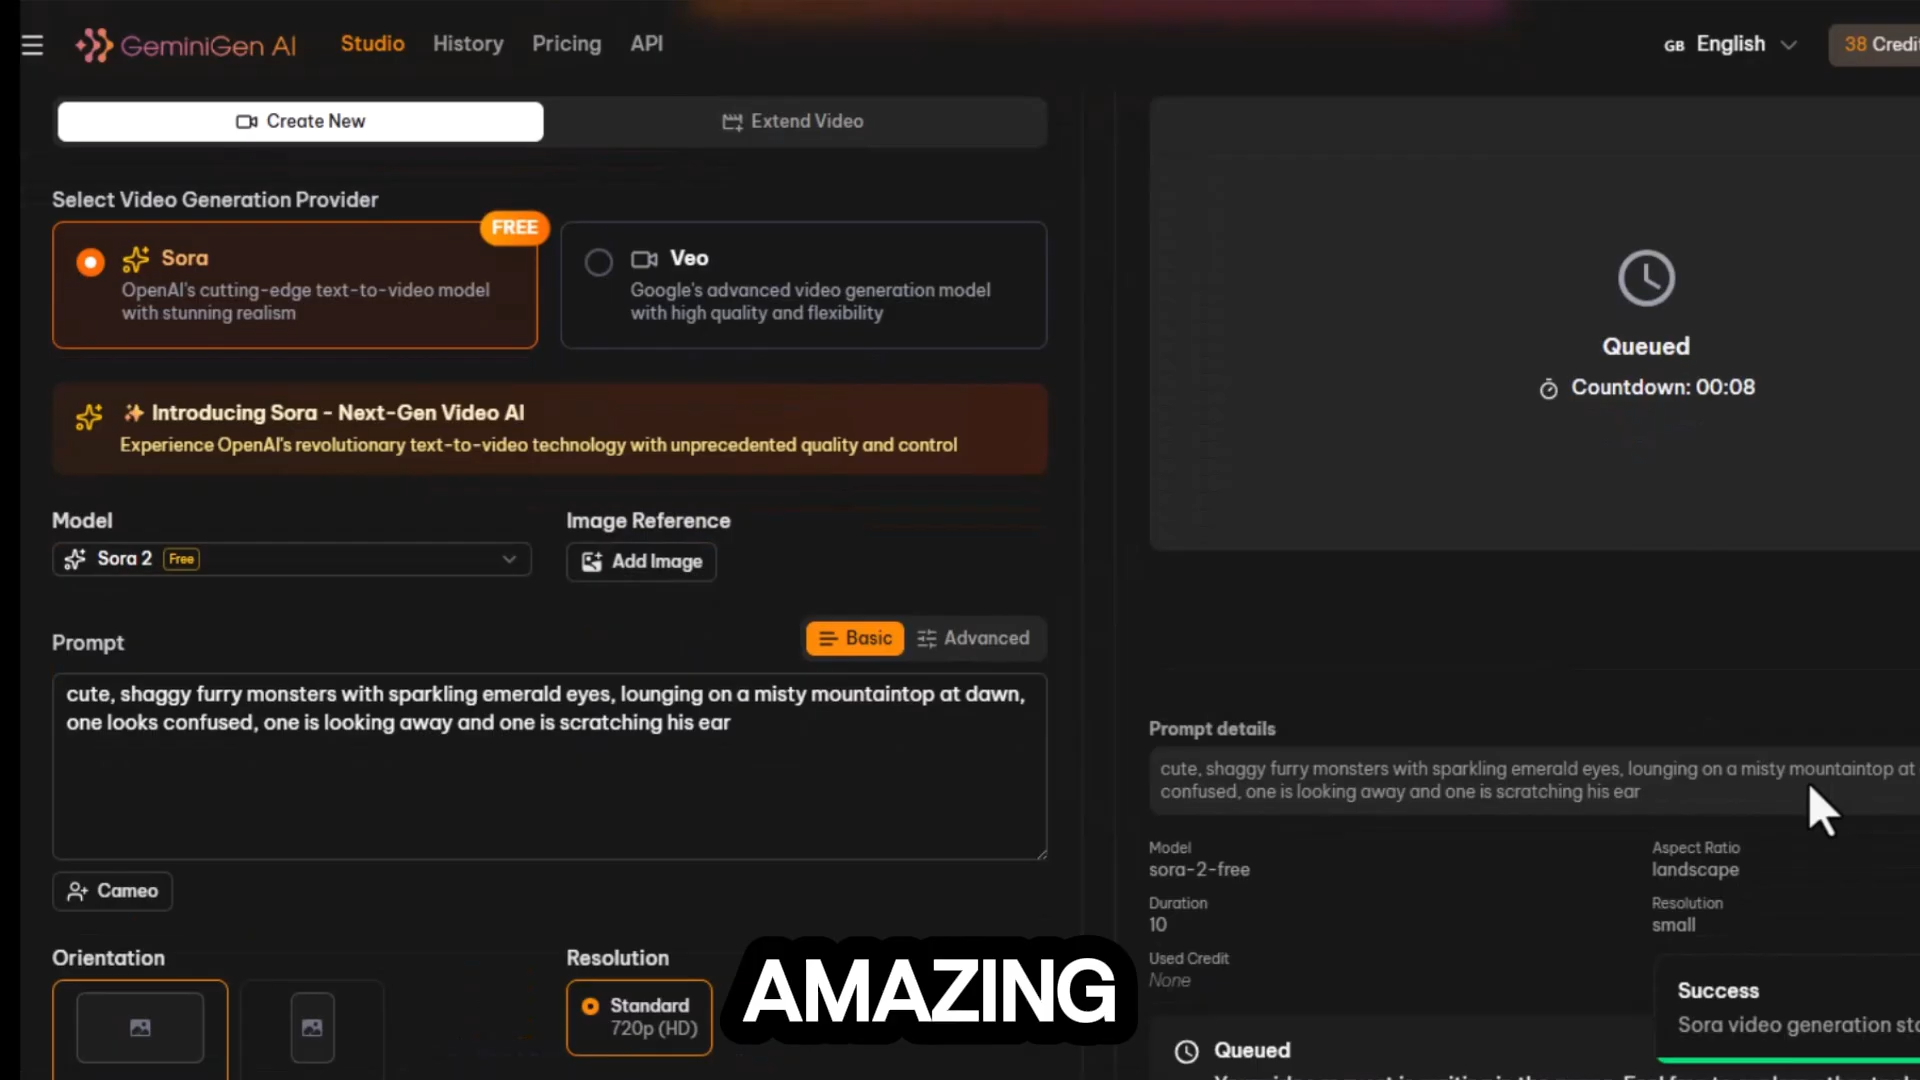 GeminiGen AI
Studio
History
Pricing
API
GB English
38 Credi
Create New
Extend Video
Select Video Generation Provider
FREE
Sora
OpenAI's cutting-edge text-to-video model
with stunning realism
Veo
Google's advanced video generation model
with high quality and flexibility
Queued
Countdown: 00:08
✨ Introducing Sora - Next-Gen Video AI
Experience OpenAI's revolutionary text-to-video technology with unprecedented quality and control
Model
Sora 2 Free
Image Reference
Add Image
Prompt
Basic
Advanced
cute, shaggy furry monsters with sparkling emerald eyes, lounging on a misty mountaintop at dawn,
one looks confused, one is looking away and one is scratching his ear
Cameo
Orientation
Resolution
Standard
720p (HD)
Prompt details
cute, shaggy furry monsters with sparkling emerald eyes, lounging on a misty mountaintop at
confused, one is looking away and one is scratching his ear
Model
sora-2-free
Aspect Ratio
landscape
Duration
10
Resolution
small
Used Credit
None
Success
Sora video generation sta
Queued
AMAZING